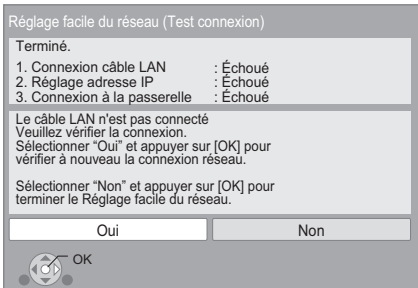 Réglage facile du réseau (Test connexion)
Terminé.
1. Connexion câble LAN : Échoué
2. Réglage adresse IP : Échoué
3. Connexion à la passerelle : Échoué
Le câble LAN n'est pas connecté
Veuillez vérifier la connexion.
Sélectionner “Oui” et appuyer sur [OK] pour
vérifier à nouveau la connexion réseau.
Sélectionner “Non” et appuyer sur [OK] pour
terminer le Réglage facile du réseau.
Oui Non
OK